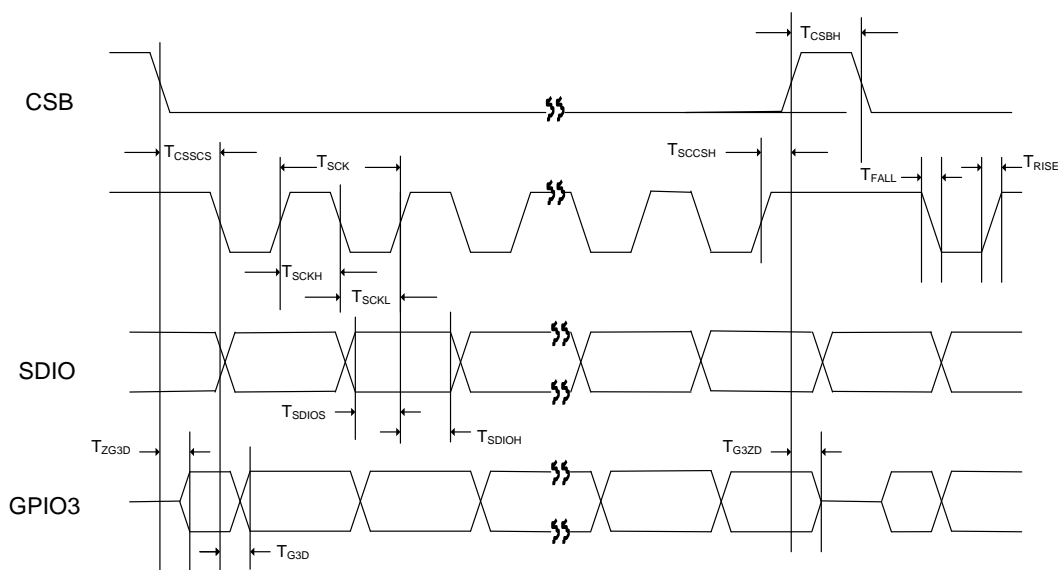 T_CSBH
CSB
T_CSSCS
T_SCK
T_SCCSH
T_FALL
T_RISE
T_SCKH
T_SCKL
SDIO
T_SDIOS
T_SDIOH
T_ZG3D
T_G3ZD
GPIO3
T_G3D